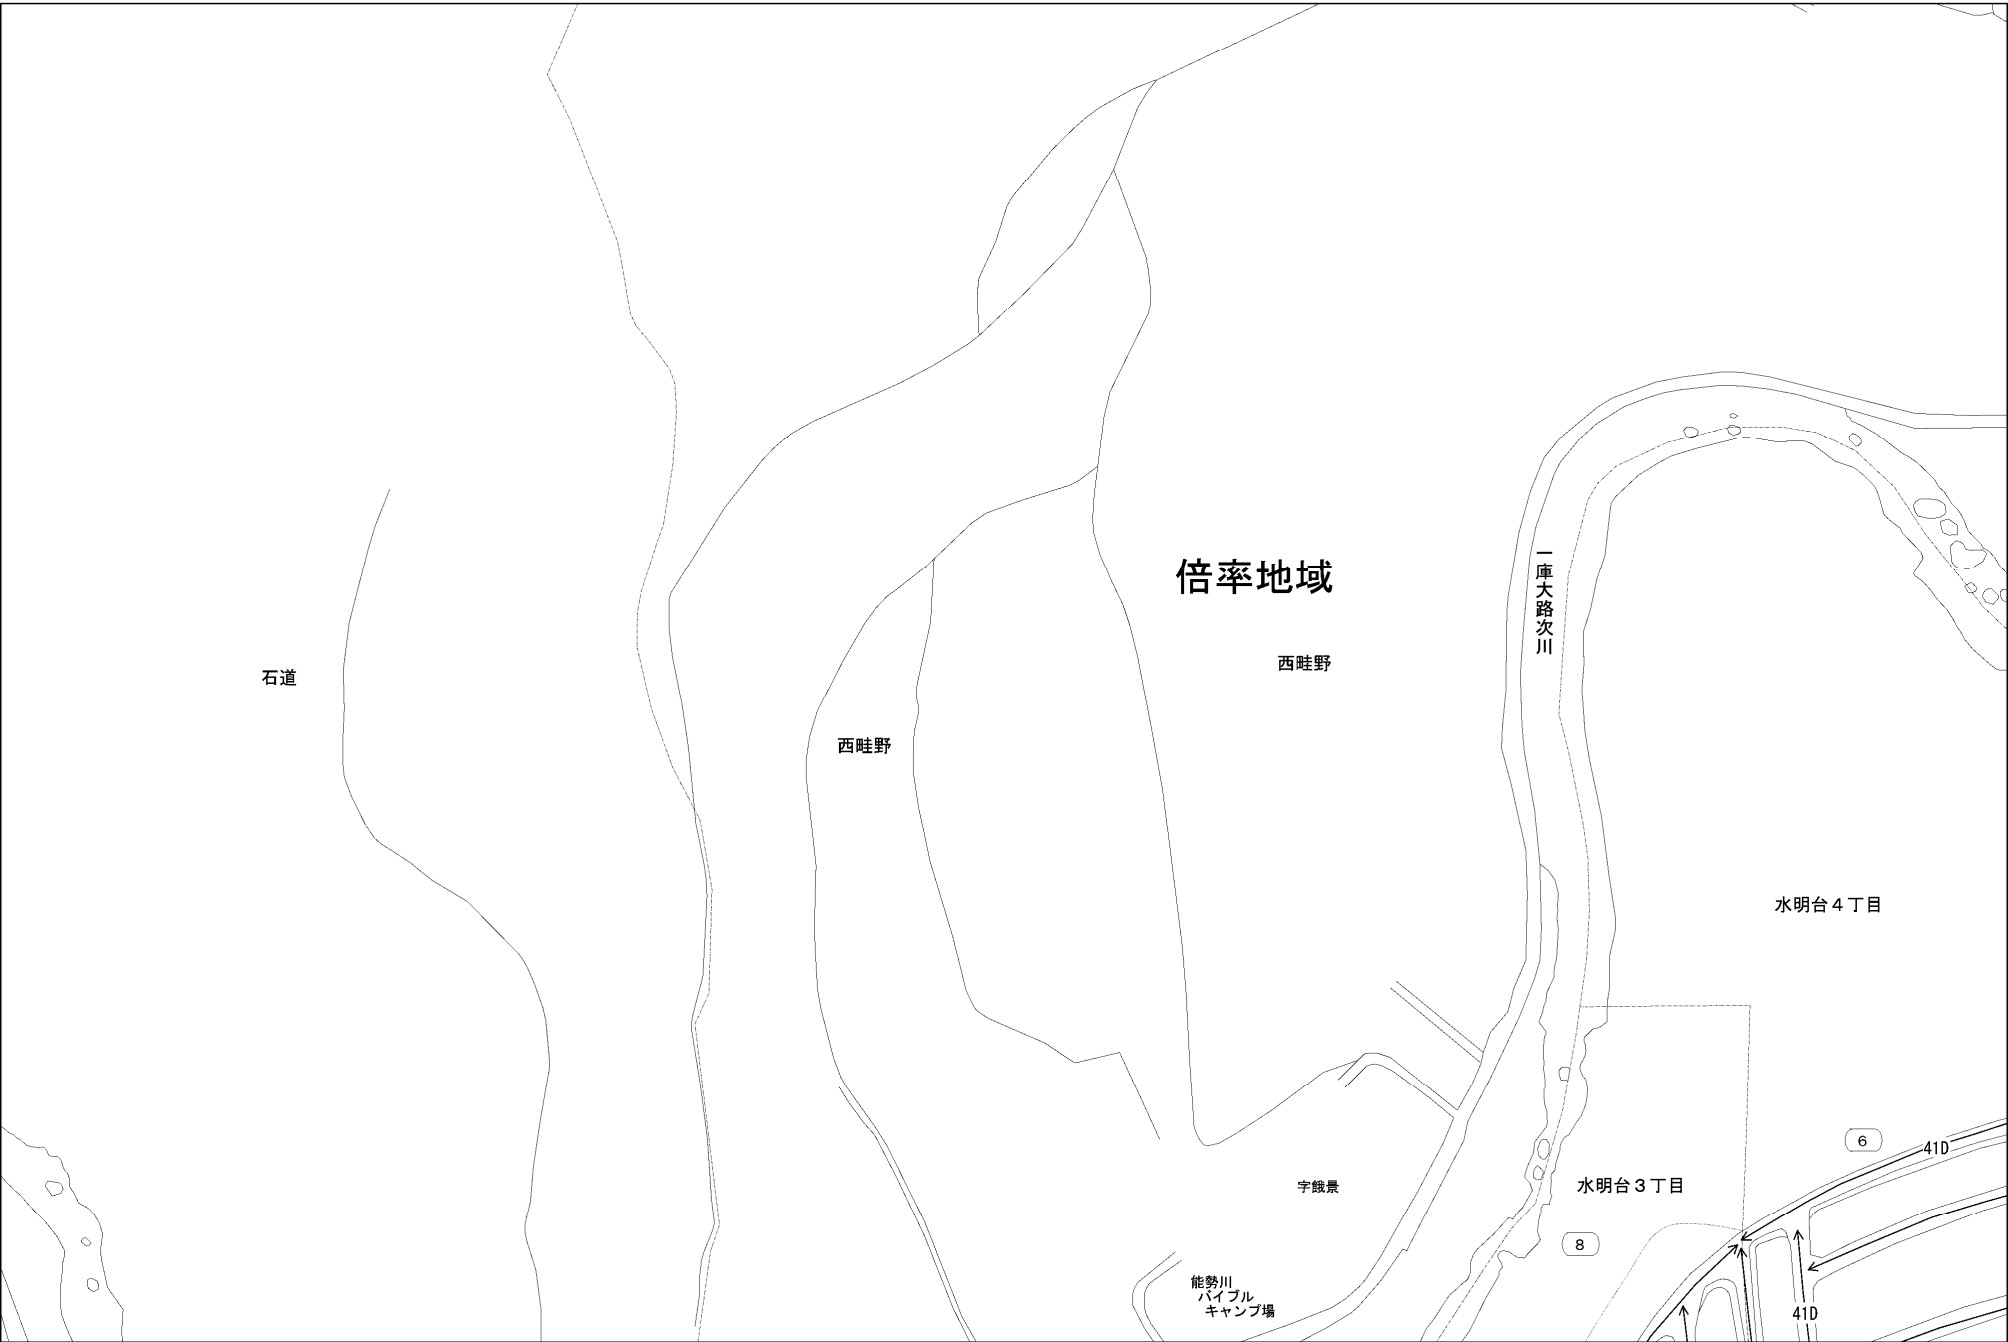 倍率地域
一庫大路次川
西畦野
石道
西畦野
水明台４丁目
6
41D
字餓景
水明台３丁目
8
能勢川
バイブル
キャンプ場
41D